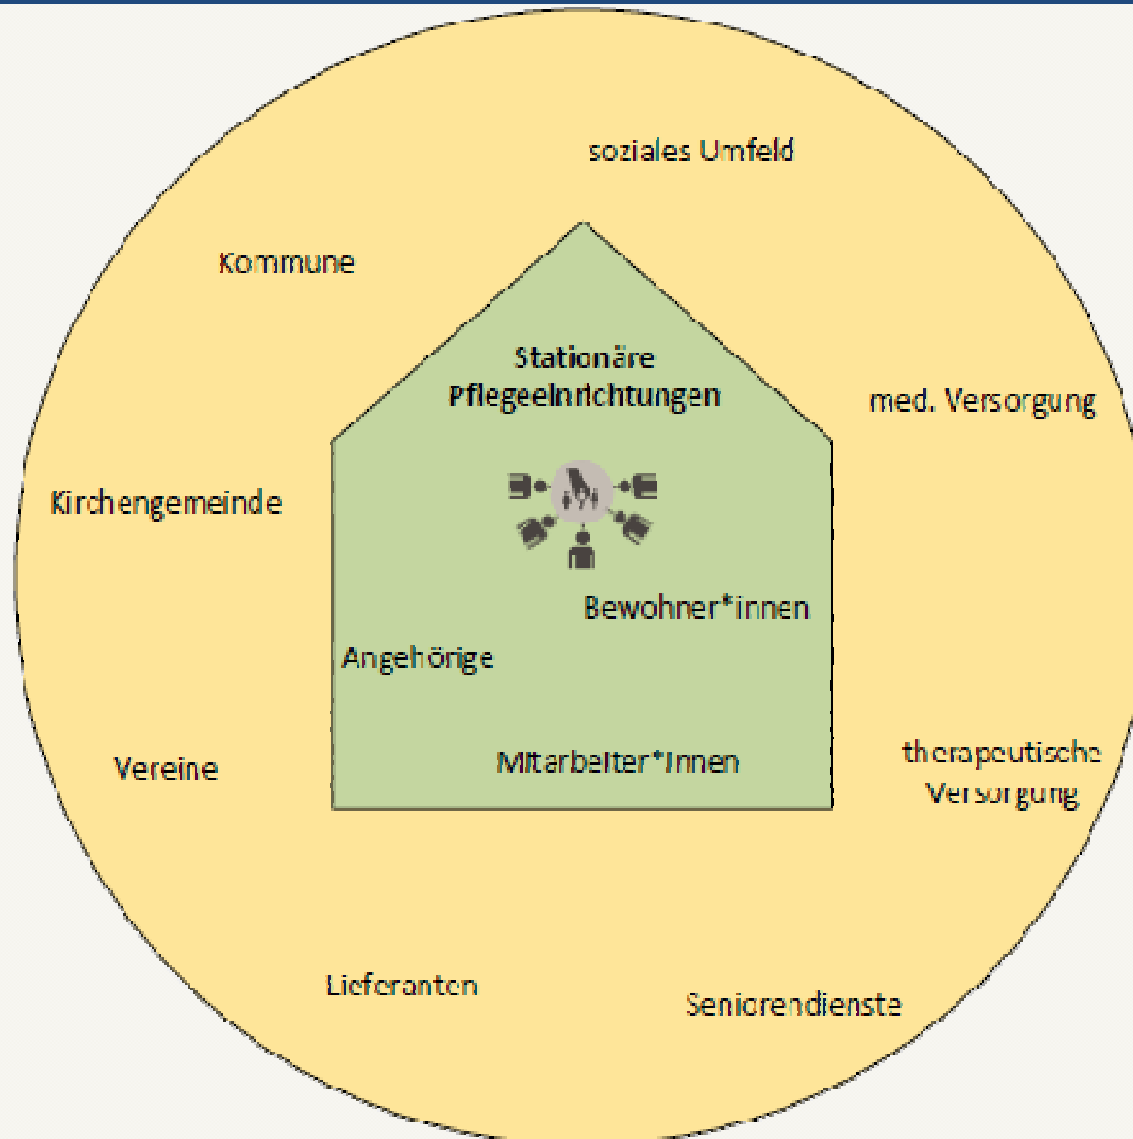 soziales Umfeld
Kommune
Stationäre
Pflegeeinrichtungen
med. Versorgung
Kirchengemeinde
Bewohner*innen
Angehörige
Mitarbeiter*innen
Vereine
therapeutische
Versorgung
Lieferanten
Seniorendienste